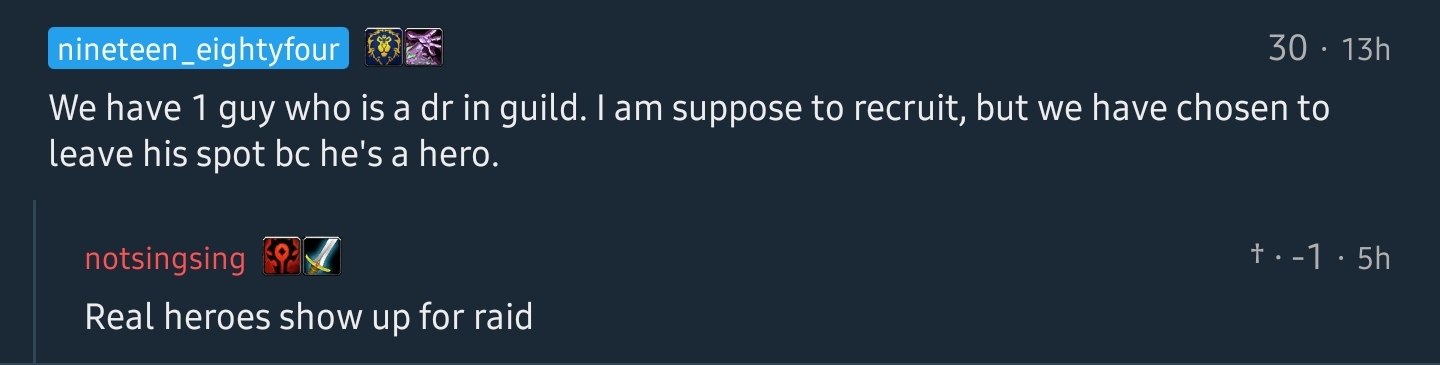 nineteen_eightyfour 30 · 13h
We have 1 guy who is a dr in guild. I am suppose to recruit, but we have chosen to
leave his spot bc he's a hero.
notsingsing † · -1 · 5h
Real heroes show up for raid